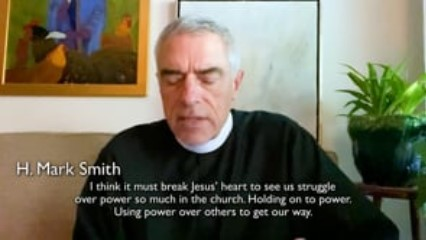 H. Mark Smith
I think it must break Jesus' heart to see us struggle
over power so much in the church. Holding on to power.
Using power over others to get our way.